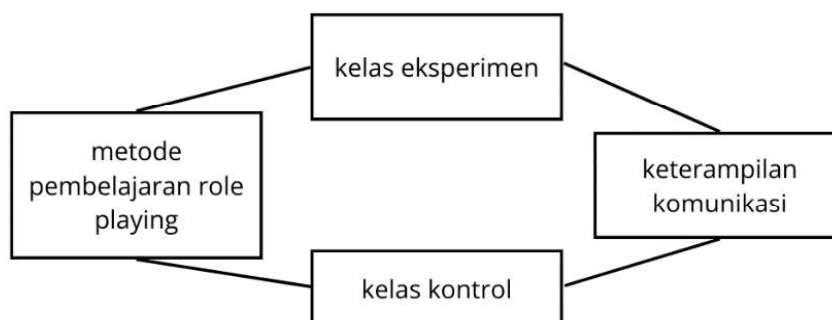 kelas eksperimen
metode
pembelajaran role
playing
keterampilan
komunikasi
kelas kontrol